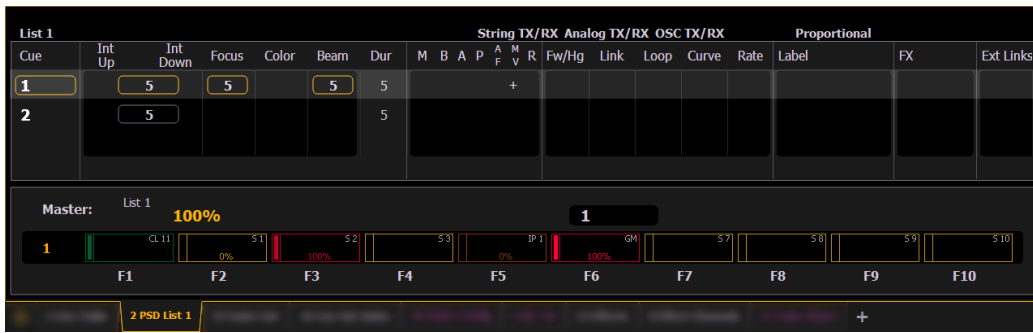 List 1 String TX/RX Analog TX/RX OSC TX/RX Proportional
Cue Int Up Int Down Focus Color Beam Dur M B A P AF MV R Fw/Hg Link Loop Curve Rate Label FX Ext Links
1 5 5 5 5 +
2 5 5
Master: List 1 100% 1
1 CL 11 S 1 0% S 2 100% S 3 IP 1 0% GM 100% S 7 S 8 S 9 S 10
F1 F2 F3 F4 F5 F6 F7 F8 F9 F10
2 PSD List 1 +